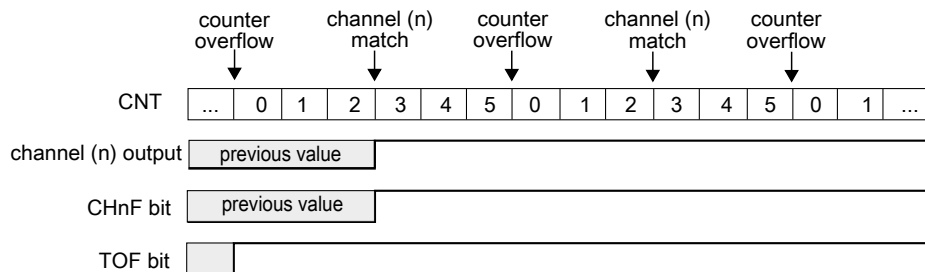 counter overflow
channel (n) match
counter overflow
channel (n) match
counter overflow
CNT ... 0 1 2 3 4 5 0 1 2 3 4 5 0 1 ...
channel (n) output previous value
CHnF bit previous value
TOF bit